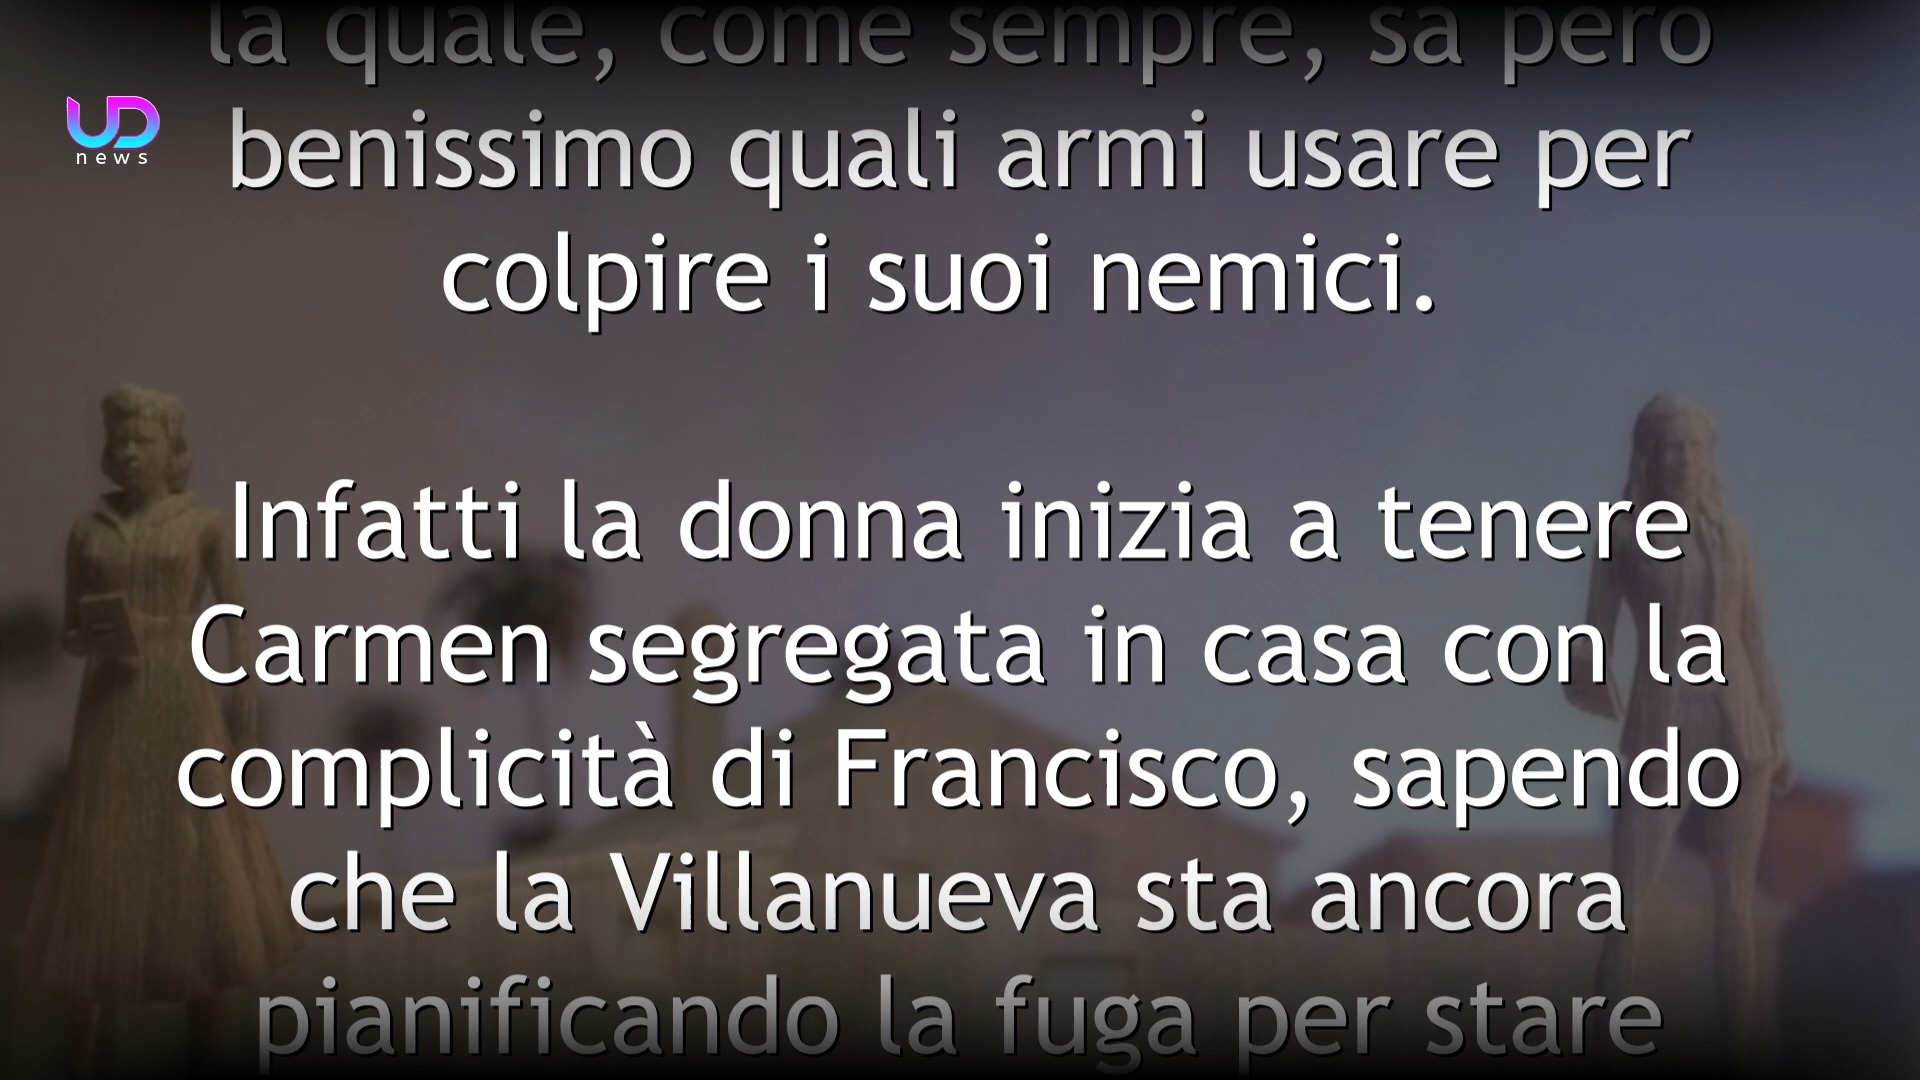 la quale, come sempre, sa però
UD
news
benissimo quali armi usare per
colpire i suoi nemici.
Infatti la donna inizia a tenere
Carmen segregata in casa con la
complicità di Francisco, sapendo
che la Villanueva sta ancora
pianificando la fuga per stare